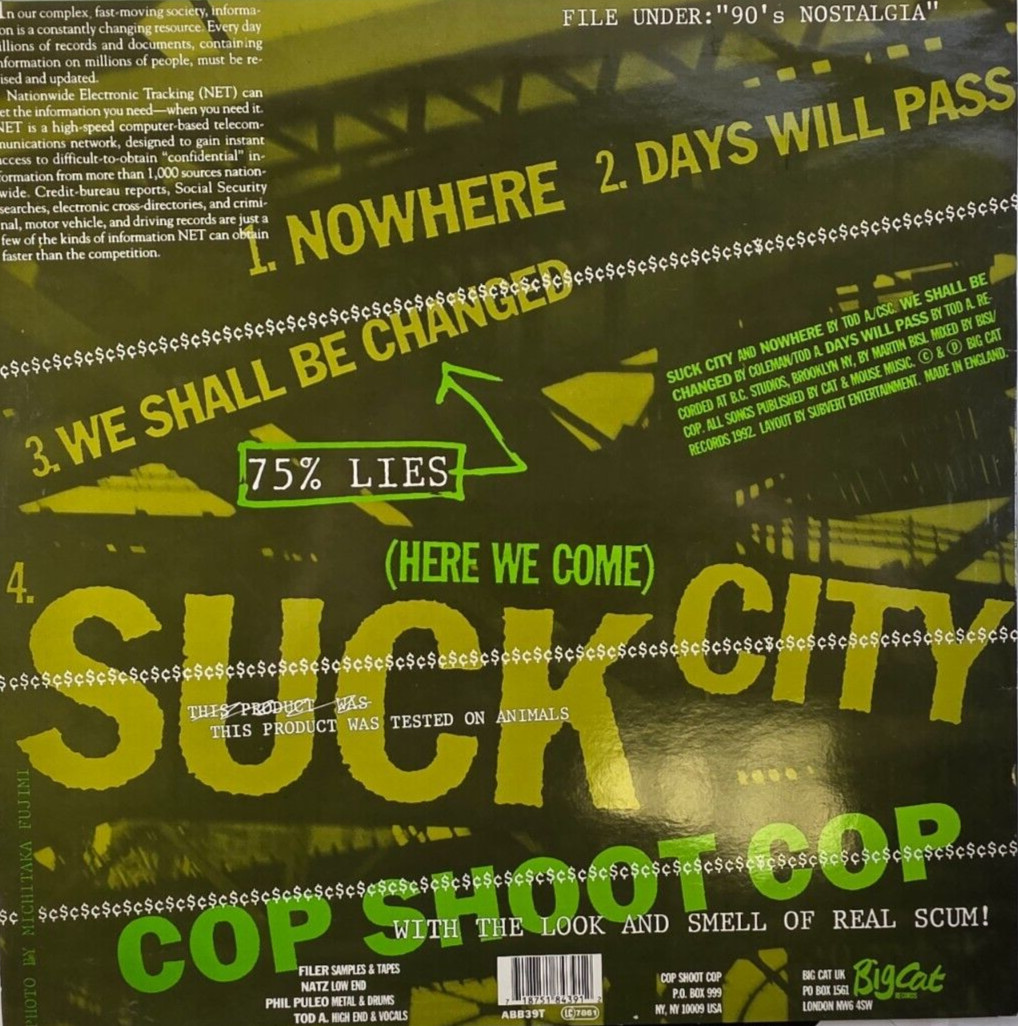 FILE UNDER:"90's NOSTALGIA"
In our complex, fast-moving society, informa-
on is a constantly changing resource. Every day
illions of records and documents, containing
nformation on millions of people, must be re-
ised and updated.
Nationwide Electronic Tracking (NET) can
et the information you need—when you need it.
NET is a high-speed computer-based telecom-
munications network, designed to gain instant
access to difficult-to-obtain "confidential" in-
formation from more than 1,000 sources nation-
wide. Credit-bureau reports, Social Security
searches, electronic cross-directories, and crimi-
nal, motor vehicle, and driving records are just a
few of the kinds of information NET can obtain
faster than the competition.
1. NOWHERE
2. DAYS WILL PASS
3. WE SHALL BE CHANGED
75% LIES
SUCK CITY AND NOWHERE BY TOD A./CSC. WE SHALL BE
CHANGED BY COLEMAN/TOD A. DAYS WILL PASS BY TOD A. RE-
CORDED AT B.C. STUDIOS, BROOKLYN NY, BY MARTIN BISI. MIXED BY BISI/
COP. ALL SONGS PUBLISHED BY CAT & MOUSE MUSIC. © & ℗ BIG CAT
RECORDS 1992. LAYOUT BY SUBVERT ENTERTAINMENT. MADE IN ENGLAND.
(HERE WE COME)
4. SUCK CITY
THIS PRODUCT WAS
THIS PRODUCT WAS TESTED ON ANIMALS
COP SHOOT COP
WITH THE LOOK AND SMELL OF REAL SCUM!
PHOTO BY MICHITAKA FUJIMI
FILER SAMPLES & TAPES
NATZ LOW END
PHIL PULEO METAL & DRUMS
TOD A. HIGH END & VOCALS
ABB39T
LC 7061
COP SHOOT COP
P.O. BOX 999
NY, NY 10009 USA
BIG CAT UK
PO BOX 1561
LONDON NW6 4SW
Big Cat
RECORDS